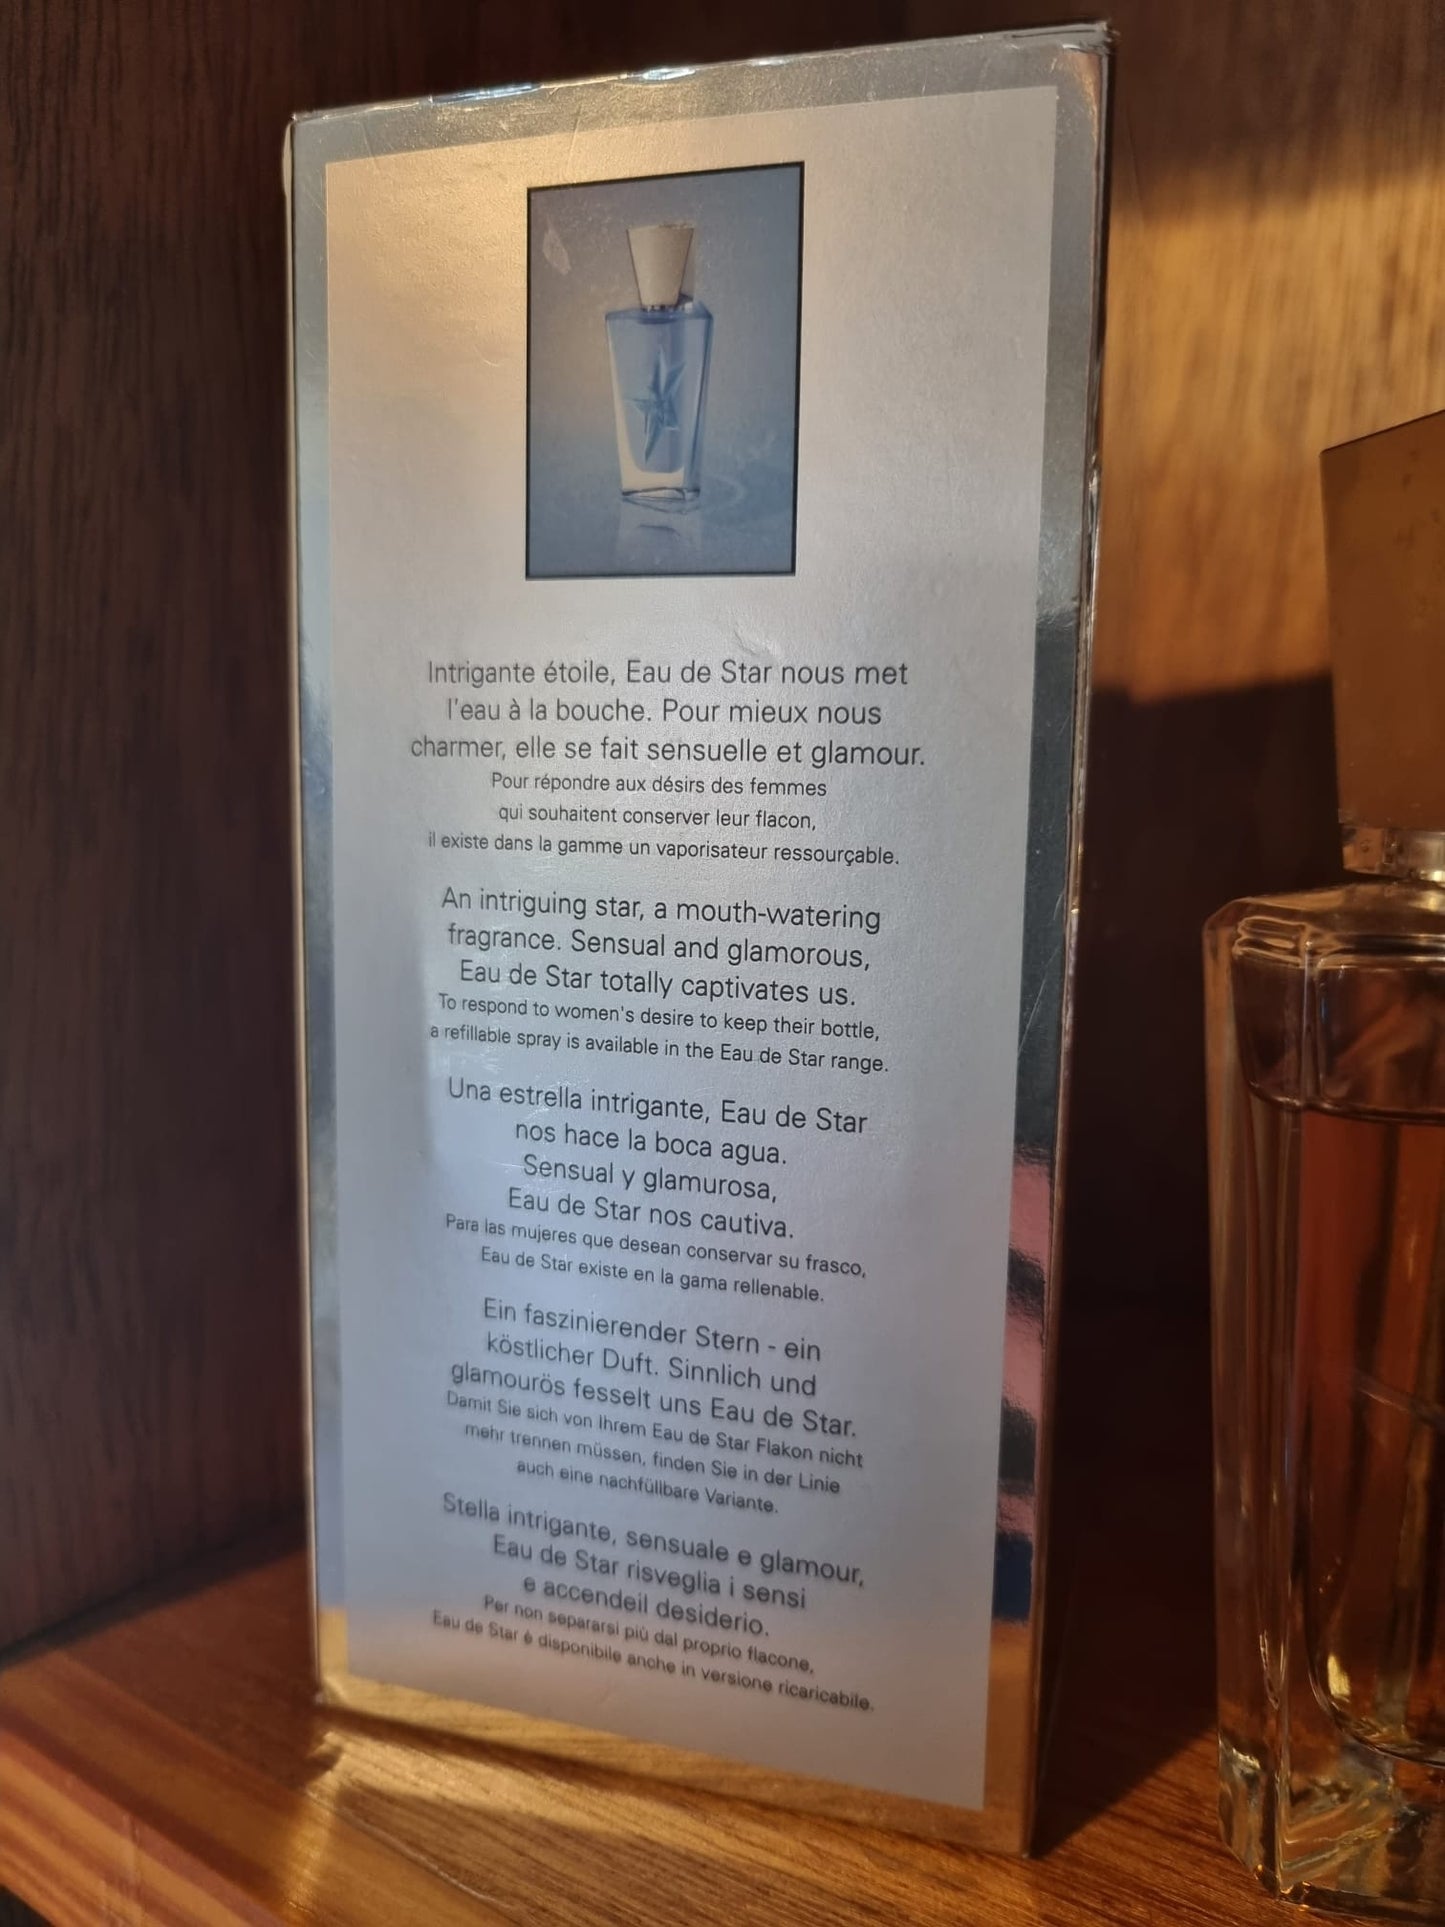 Intrigante étoile, Eau de Star nous met
l'eau à la bouche. Pour mieux nous
charmer, elle se fait sensuelle et glamour.
Pour répondre aux désirs des femmes
qui souhaitent conserver leur flacon,
il existe dans la gamme un vaporisateur ressourçable.
An intriguing star, a mouth-watering
fragrance. Sensual and glamorous,
Eau de Star totally captivates us.
To respond to women's desire to keep their bottle,
a refillable spray is available in the Eau de Star range.
Una estrella intrigante, Eau de Star
nos hace la boca agua.
Sensual y glamurosa,
Eau de Star nos cautiva.
Para las mujeres que desean conservar su frasco,
Eau de Star existe en la gama rellenable.
Ein faszinierender Stern - ein
köstlicher Duft. Sinnlich und
glamourös fesselt uns Eau de Star.
Damit Sie sich von Ihrem Eau de Star Flakon nicht
mehr trennen müssen, finden Sie in der Linie
auch eine nachfüllbare Variante.
Stella intrigante, sensuale e glamour,
Eau de Star risveglia i sensi
e accendeil desiderio.
Per non separarsi più dal proprio flacone,
Eau de Star è disponibile anche in versione ricaricabile.